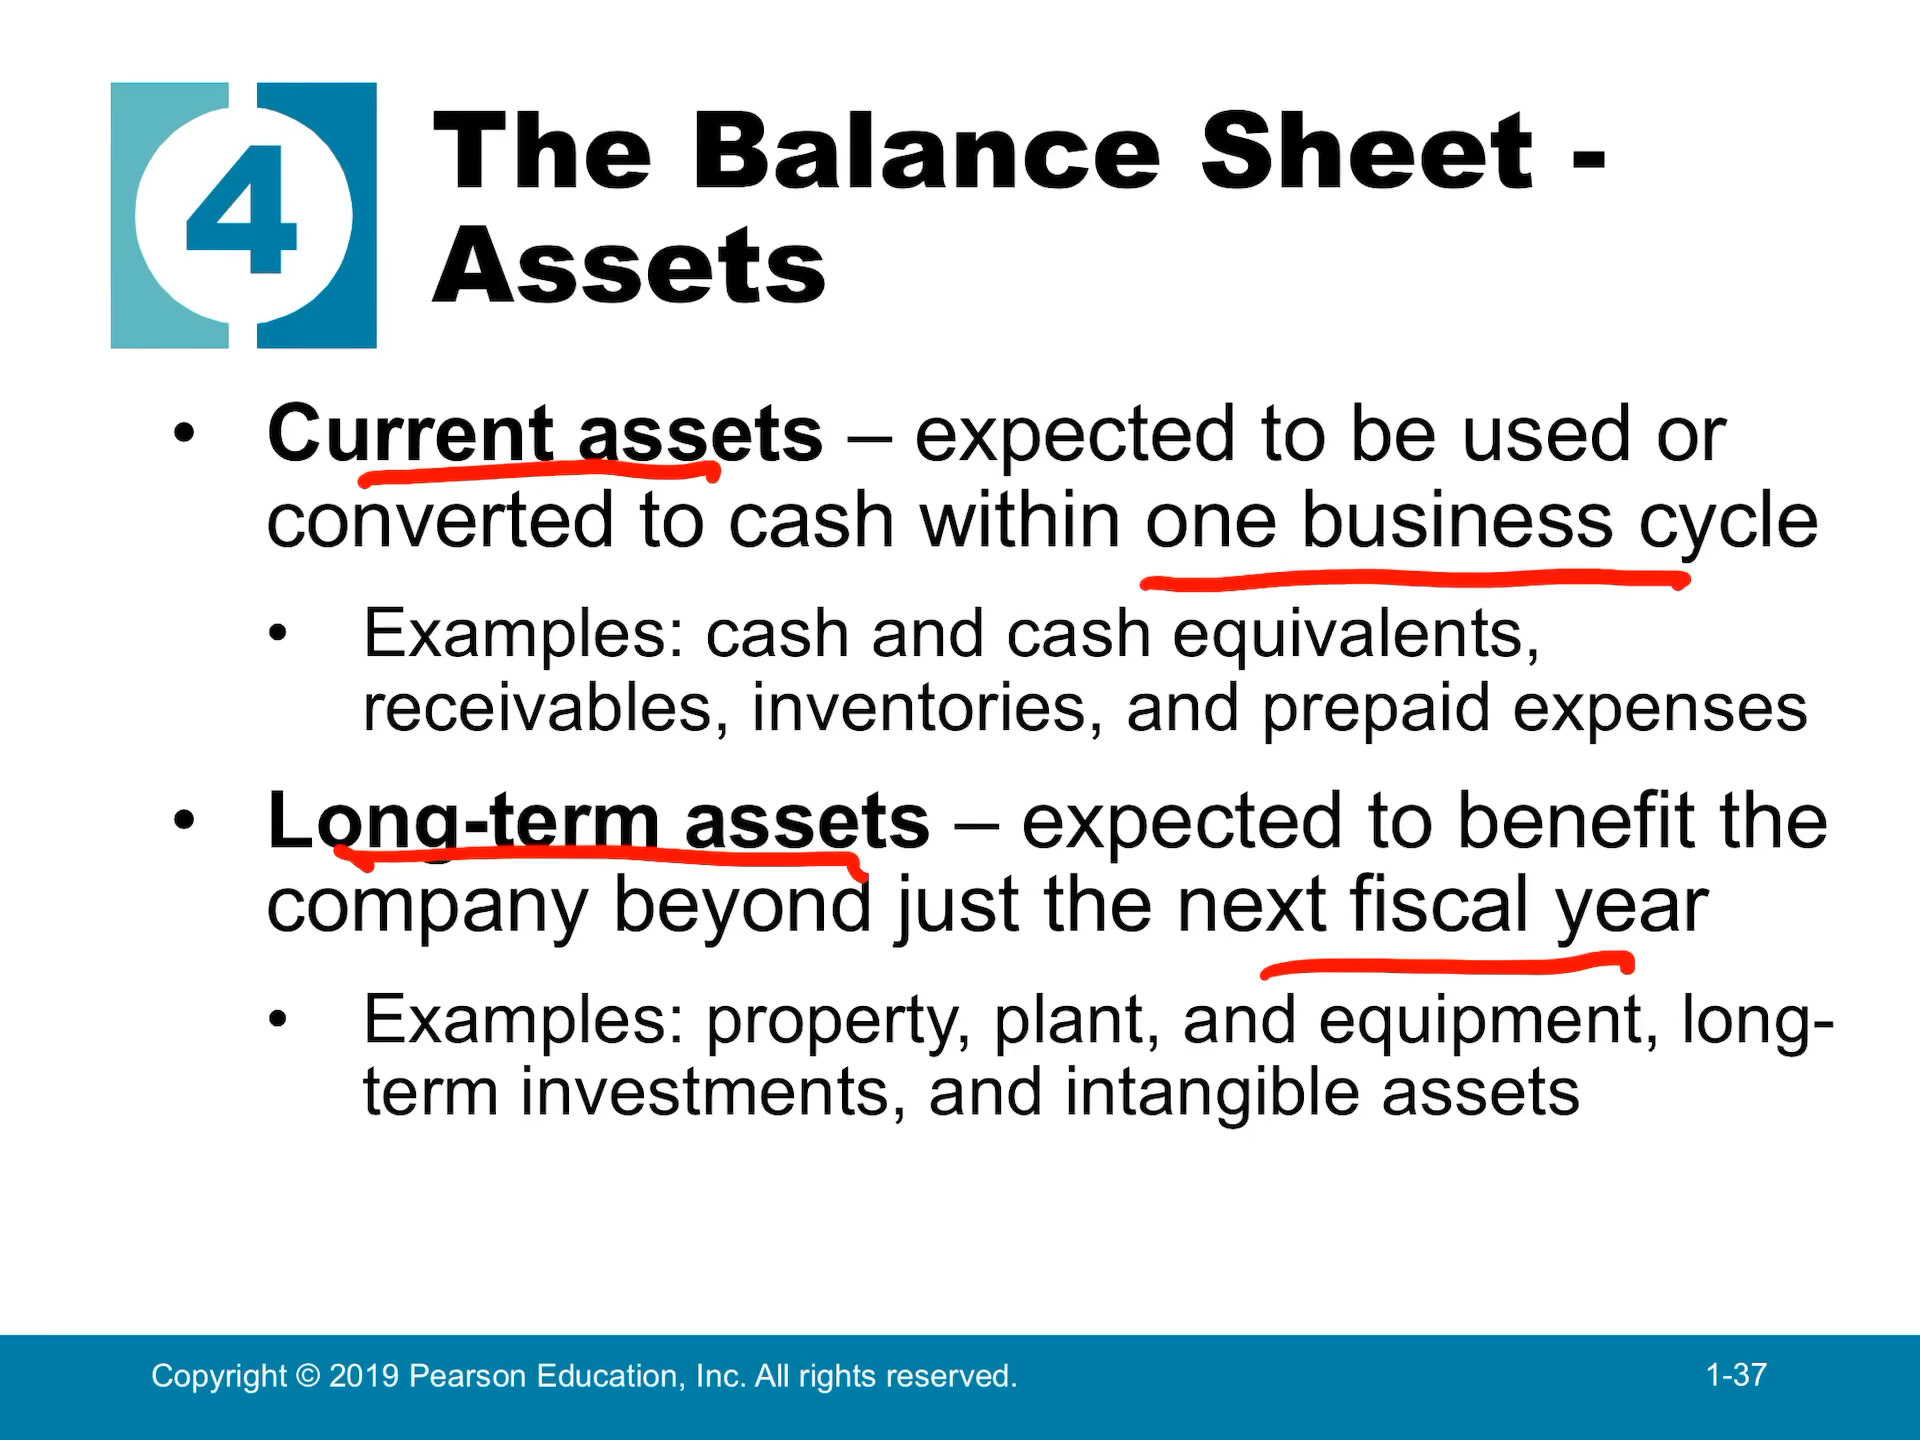 4
The Balance Sheet -
Assets
• Current assets – expected to be used or
converted to cash within one business cycle
• Examples: cash and cash equivalents,
receivables, inventories, and prepaid expenses
• Long-term assets – expected to benefit the
company beyond just the next fiscal year
• Examples: property, plant, and equipment, long-
term investments, and intangible assets
Copyright © 2019 Pearson Education, Inc. All rights reserved.
1-37